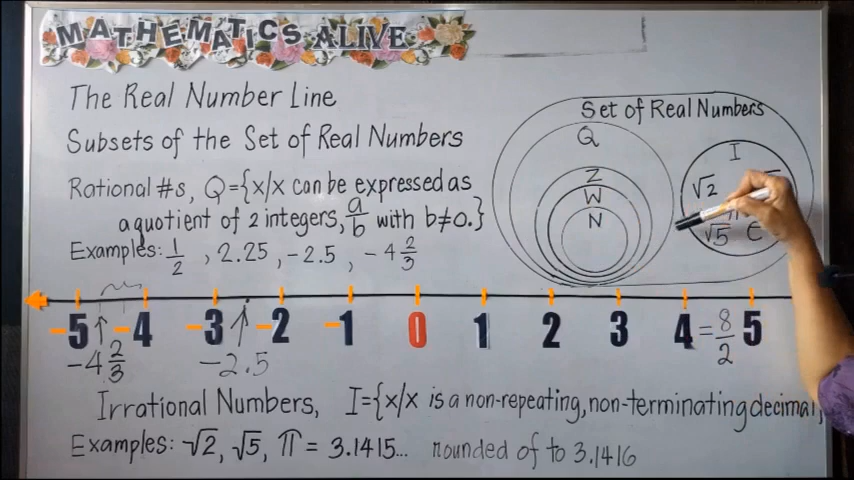 MATHEMATICS ALIVE
The Real Number Line
Subsets of the Set of Real Numbers
Rational #s, Q={x/x can be expressed as
a quotient of 2 integers, a/b with b≠0.}
Examples: 1/2, 2.25, -2.5, -4 2/3
Set of Real Numbers
Q
Z
W
N
I
√2
π
√5 e
-5 -4 -3 -2 -1 0 1 2 3 4 = 8/2 5
-4 2/3 -2.5
Irrational Numbers, I={x/x is a non-repeating, non-terminating decimal}
Examples: √2, √5, π = 3.1415... rounded of to 3.1416